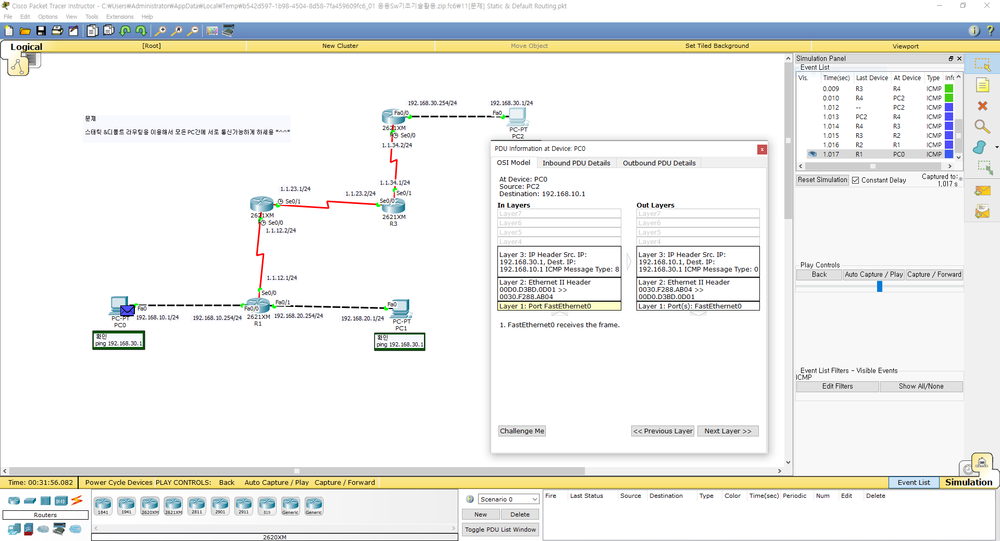 Cisco Packet Tracer Instructor - C:₩Users₩Administrator₩AppData₩Local₩Temp₩b542d597-1b98-4504-8d58-7fa459609fc6_01 응용Sw기초기술활용.zip.fc6₩11[문제] Static & Default Routing.pkt
File Edit Options View Tools Extensions Help
Logical [Root] New Cluster Move Object Set Tiled Background Viewport
문제
스태틱 &디폴트 라우팅을 이용해서 모든 PC간에 서로 통신가능하게 하세용 *^^*
192.168.30.254/24
192.168.30.1/24
Fa0/0
Fa0
2621XM
PC-PT
PC2
Se0/0
1.1.34.2/24
1.1.34.1/24
Se0/1
1.1.23.1/24
1.1.23.2/24
Se0/1
Se0/0
2621XM
2621XM
R3
Se0/0
1.1.12.2/24
1.1.12.1/24
Se0/0
Fa0/1
Fa0
Fa0/0
Fa0
PC-PT
PC0
192.168.10.1/24
192.168.10.254/24
2621XM
R1
192.168.20.254/24
192.168.20.1/24
PC-PT
PC1
확인
ping 192.168.30.1
확인
ping 192.168.30.1
PDU Information at Device: PC0
x
OSI Model Inbound PDU Details Outbound PDU Details
At Device: PC0
Source: PC2
Destination: 192.168.10.1
In Layers
Layer7
Layer6
Layer5
Layer4
Layer 3: IP Header Src. IP:
192.168.30.1, Dest. IP:
192.168.10.1 ICMP Message Type: 8
Layer 2: Ethernet II Header
00D0.D3BD.0D01 >>
0030.F288.AB04
Layer 1: Port FastEthernet0
Out Layers
Layer7
Layer6
Layer5
Layer4
Layer 3: IP Header Src. IP:
192.168.10.1, Dest. IP:
192.168.30.1 ICMP Message Type: 0
Layer 2: Ethernet II Header
0030.F288.AB04 >>
00D0.D3BD.0D01
Layer 1: Port(s): FastEthernet0
1. FastEthernet0 receives the frame.
Challenge Me << Previous Layer Next Layer >>
Simulation Panel
Event List
Vis. Time(sec) Last Device At Device Type Info
0.009 R3 R4 ICMP
0.010 R4 PC2 ICMP
1.012 -- PC2 ICMP
1.013 PC2 R4 ICMP
1.014 R4 R3 ICMP
1.015 R3 R2 ICMP
1.016 R2 R1 ICMP
1.017 R1 PC0 ICMP
Reset Simulation Constant Delay Captured to: *
1,017 s
Play Controls
Back Auto Capture / Play Capture / Forward
Event List Filters - Visible Events
ICMP
Edit Filters Show All/None
Time: 00:31:56.082 Power Cycle Devices PLAY CONTROLS: Back Auto Capture / Play Capture / Forward Event List Simulation
Routers
1841 1941 2620XM 2621XM 2811 2901 2911 819 Generic Generic
2620XM
Scenario 0
New Delete
Toggle PDU List Window
Fire Last Status Source Destination Type Color Time(sec) Periodic Num Edit Delete